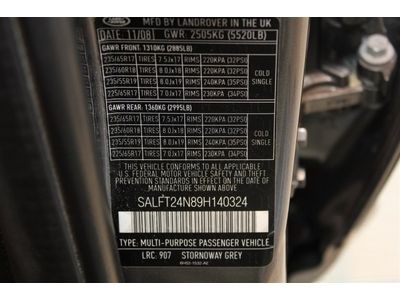 LAND ROVER
MFD BY LANDROVER IN THE UK
DATE 11/08 GWR 2505KG (5520LB)
GAWR FRONT: 1310KG (2885LB)
235/65R17 TIRES 7.5Jx17 RIMS 220KPA (32PSI)
235/60R18 TIRES 8.0Jx18 RIMS 220KPA (32PSI) COLD
235/55R19 TIRES 8.0Jx19 RIMS 240KPA (35PSI) SINGLE
225/65R17 TIRES 7.0Jx17 RIMS 240KPA (34PSI)
GAWR REAR: 1360KG (2995LB)
235/65R17 TIRES 7.5Jx17 RIMS 220KPA (32PSI)
235/60R18 TIRES 8.0Jx18 RIMS 220KPA (32PSI) COLD
235/55R19 TIRES 8.0Jx19 RIMS 240KPA (35PSI) SINGLE
225/65R17 TIRES 7.0Jx17 RIMS 230KPA (34PSI)
THIS VEHICLE CONFORMS TO ALL APPLICABLE
U.S FEDERAL MOTOR VEHICLE SAFETY AND
THEFT PREVENTION STANDARDS IN EFFECT ON
THE DATE OF MANUFACTURE SHOWN ABOVE
SALFT24N89H140324
TYPE: MULTI-PURPOSE PASSENGER VEHICLE
LRC: 907 STORNOWAY GREY